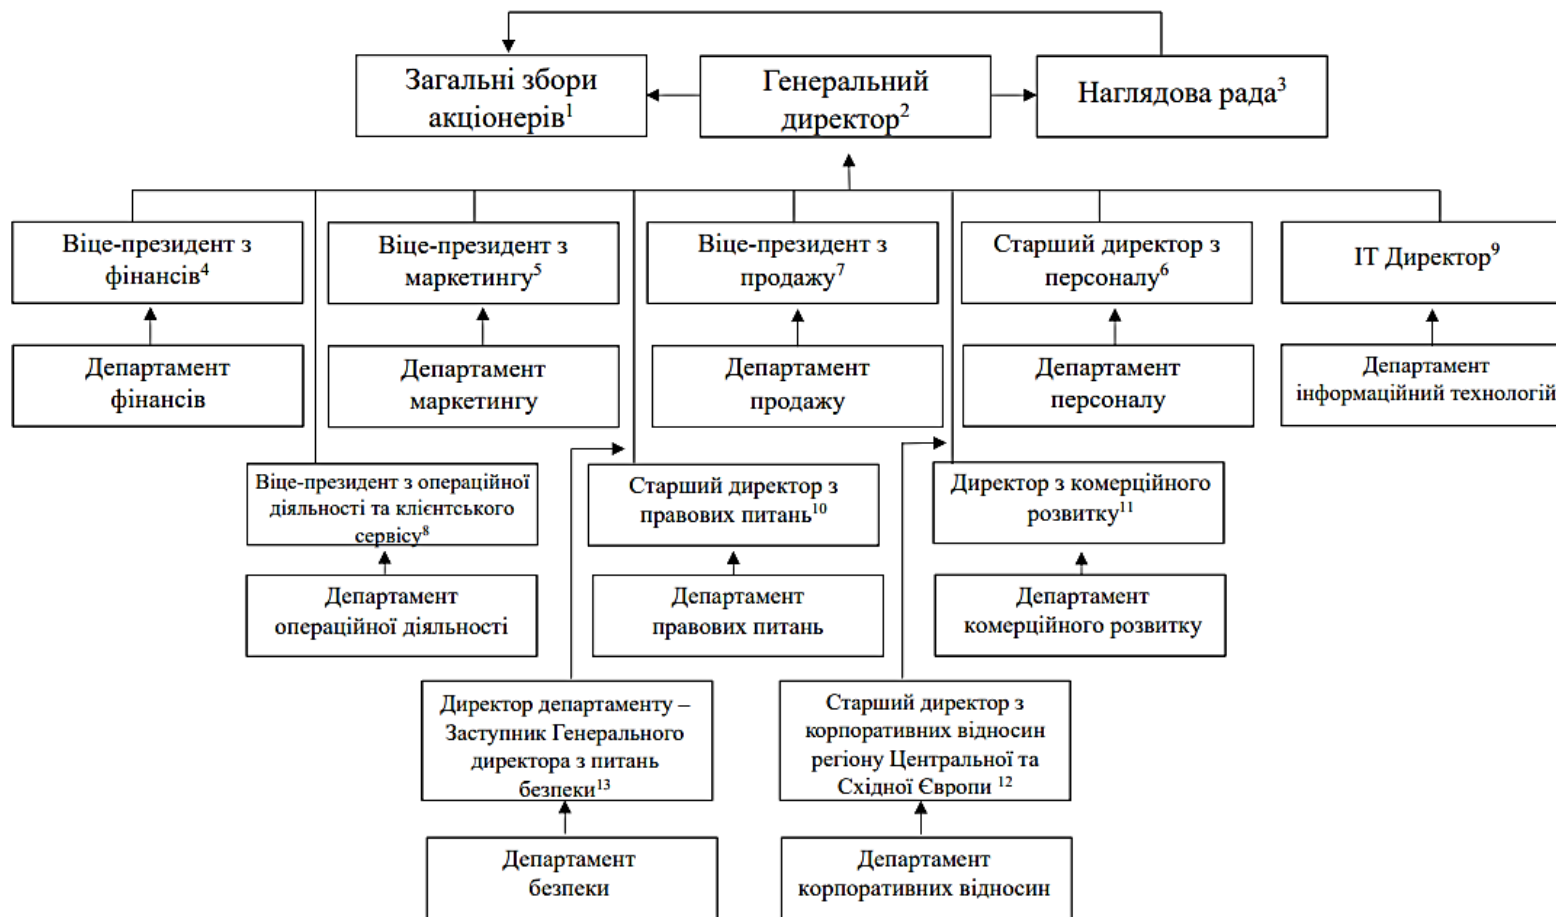 Загальні збори
акціонерів1
Генеральний
директор2
Наглядова рада3
Віце-президент з
фінансів4
Віце-президент з
маркетингу5
Віце-президент з
продажу7
Старший директор з
персоналу6
ІТ Директор9
Департамент
фінансів
Департамент
маркетингу
Департамент
продажу
Департамент
персоналу
Департамент
інформаційний технологій
Віце-президент з операційної
діяльності та клієнтського
сервісу8
Старший директор з
правових питань10
Директор з комерційного
розвитку11
Департамент
операційної діяльності
Департамент
правових питань
Департамент
комерційного розвитку
Директор департаменту –
Заступник Генерального
директора з питань
безпеки13
Старший директор з
корпоративних відносин
регіону Центральної та
Східної Європи 12
Департамент
безпеки
Департамент
корпоративних відносин